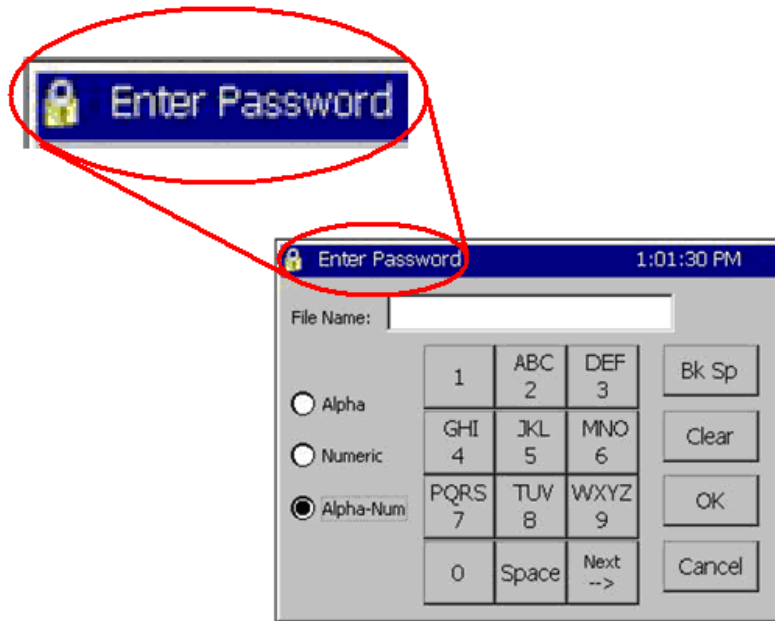 Enter Password
Enter Password 1:01:30 PM
File Name:
Alpha
Numeric
Alpha-Num
1
ABC
2
DEF
3
GHI
4
JKL
5
MNO
6
PQRS
7
TUV
8
WXYZ
9
0
Space
Next
-->
Bk Sp
Clear
OK
Cancel